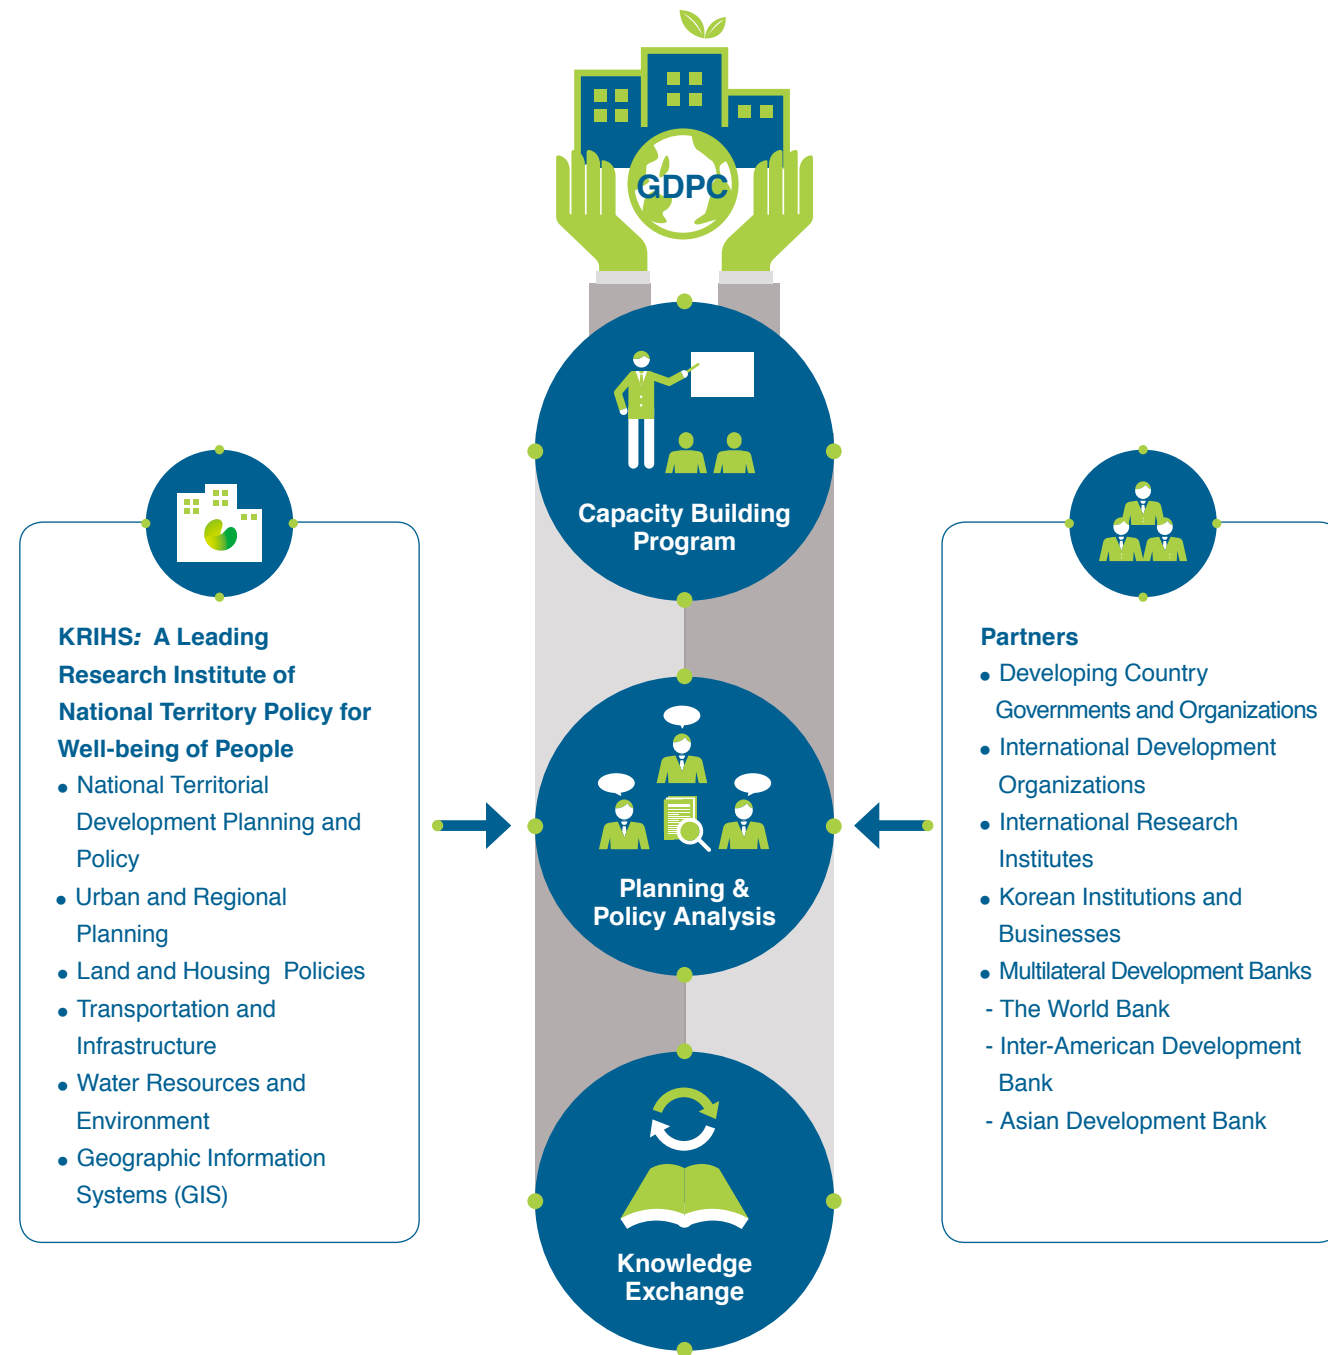 GDPC
Capacity Building
Program
KRIHS: A Leading
Research Institute of
National Territory Policy for
Well-being of People
• National Territorial
Development Planning and
Policy
• Urban and Regional
Planning
• Land and Housing Policies
• Transportation and
Infrastructure
• Water Resources and
Environment
• Geographic Information
Systems (GIS)
Planning &
Policy Analysis
Knowledge
Exchange
Partners
• Developing Country
Governments and Organizations
• International Development
Organizations
• International Research
Institutes
• Korean Institutions and
Businesses
• Multilateral Development Banks
- The World Bank
- Inter-American Development
Bank
- Asian Development Bank